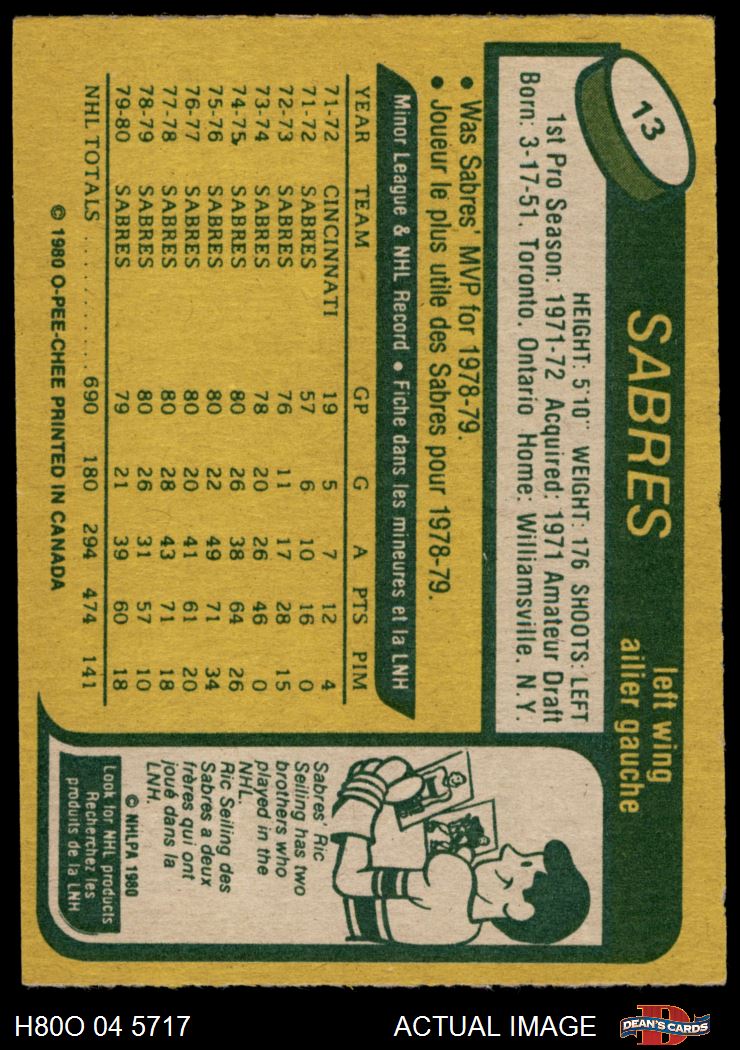 13
SABRES
left wing
ailier gauche
HEIGHT: 5'10" WEIGHT: 176 SHOOTS: LEFT
1st Pro Season: 1971-72 Acquired: 1971 Amateur Draft
Born: 3-17-51. Toronto. Ontario Home: Williamsville. N.Y.
• Was Sabres' MVP for 1978-79.
• Joueur le plus utile des Sabres pour 1978-79.
Minor League & NHL Record • Fiche dans les mineures et la LNH
YEAR TEAM GP G A PTS PIM
71-72 CINCINNATI 19 5 7 12 4
71-72 SABRES 57 6 10 16 0
72-73 SABRES 76 11 17 28 15
73-74 SABRES 78 20 26 46 0
74-75 SABRES 80 26 38 64 26
75-76 SABRES 80 22 49 71 34
76-77 SABRES 80 20 41 61 20
77-78 SABRES 80 28 43 71 18
78-79 SABRES 80 26 31 57 10
79-80 SABRES 79 21 39 60 18
NHL TOTALS .......... 690 180 294 474 141
© 1980 O-PEE-CHEE PRINTED IN CANADA
Sabres' Ric
Seiling has two
brothers who
played in the
NHL.
Ric Seiling des
Sabres a deux
frères qui ont
joué dans la
LNH.
© NHLPA 1980
Look for NHL products
Recherchez les
produits de la LNH
H80O 04 5717
ACTUAL IMAGE
D
DEAN'S CARDS